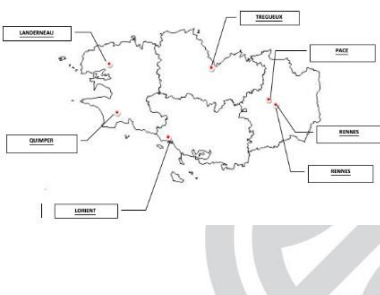 TREGUEUX
LANDERNEAU
PACE
RENNES
QUIMPER
RENNES
LORIENT